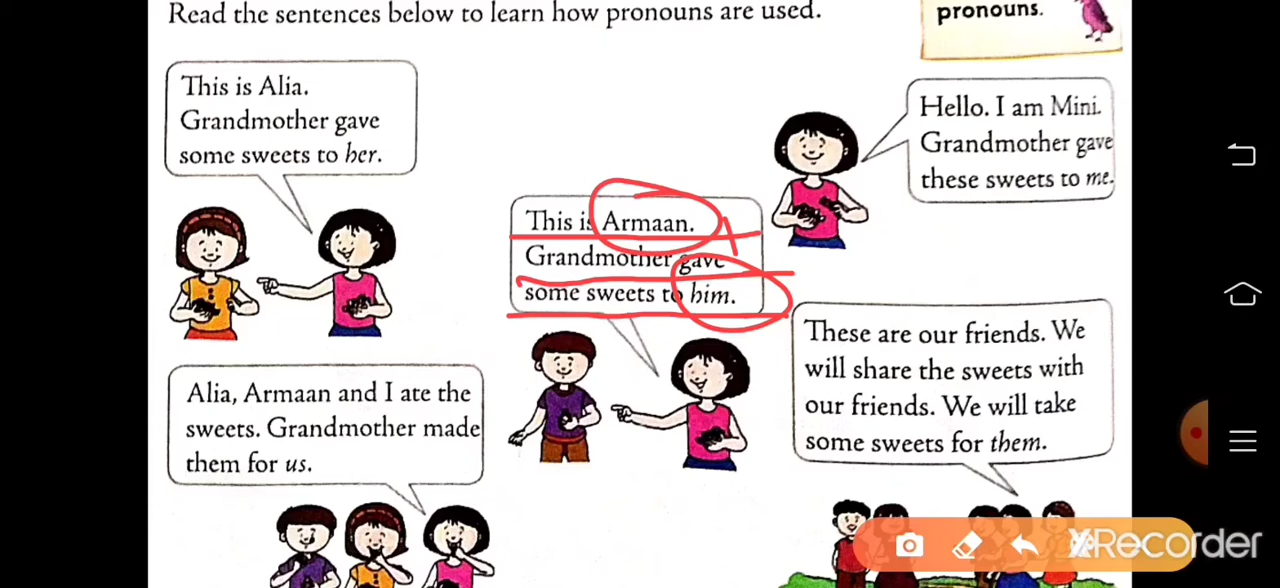 Read the sentences below to learn how pronouns are used.
pronouns.
This is Alia.
Grandmother gave
some sweets to her.
Hello. I am Mini.
Grandmother gave
these sweets to me.
This is Armaan.
Grandmother gave
some sweets to him.
These are our friends. We
will share the sweets with
our friends. We will take
some sweets for them.
Alia, Armaan and I ate the
sweets. Grandmother made
them for us.
XRecorder